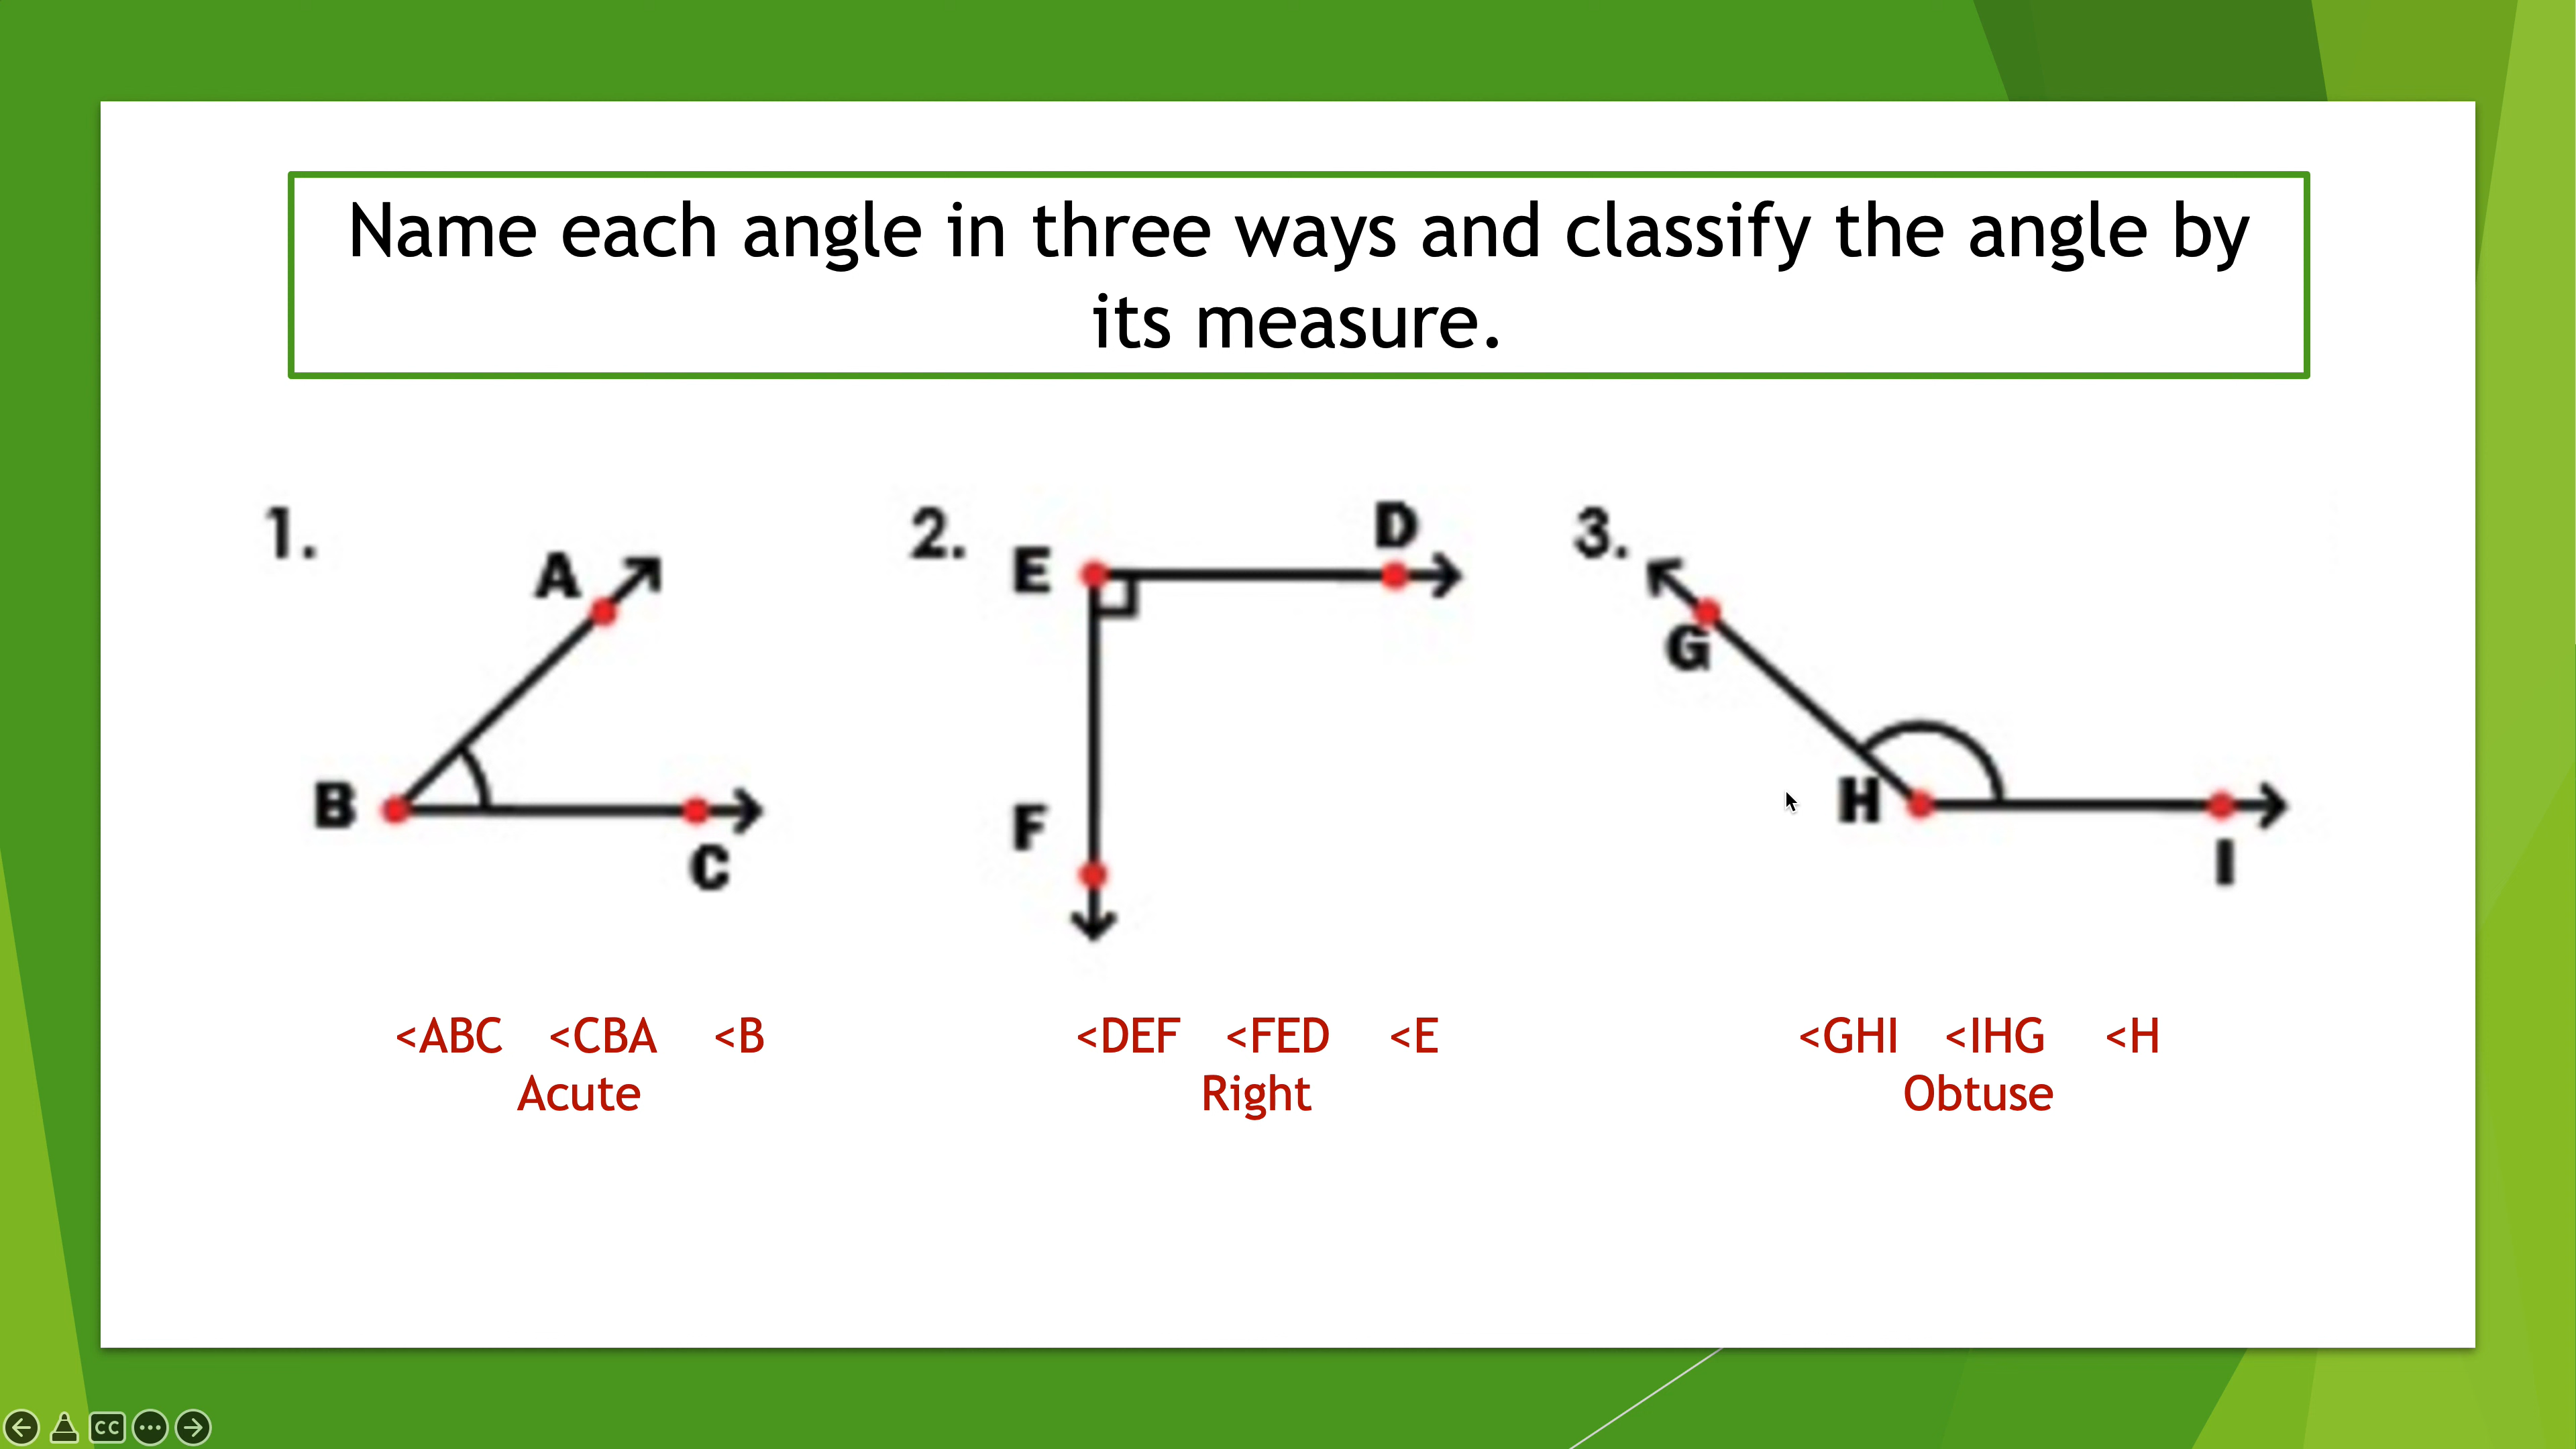 Name each angle in three ways and classify the angle by
its measure.
1.
A
B
C
2.
E
D
F
3.
G
H
I
<ABC <CBA <B
Acute
<DEF <FED <E
Right
<GHI <IHG <H
Obtuse
CC